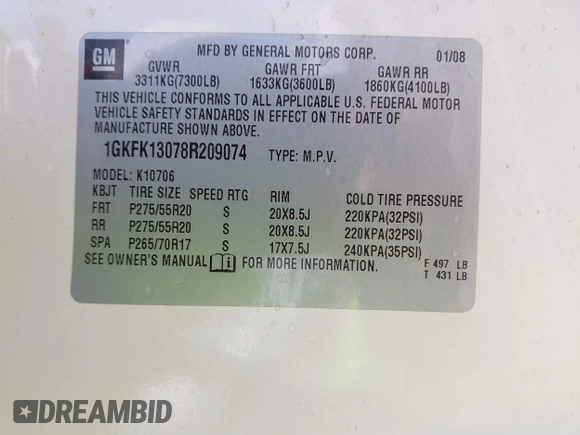 GM
MFD BY GENERAL MOTORS CORP. 01/08
GVWR GAWR FRT GAWR RR
3311KG(7300LB) 1633KG(3600LB) 1860KG(4100LB)
THIS VEHICLE CONFORMS TO ALL APPLICABLE U.S. FEDERAL MOTOR
VEHICLE SAFETY STANDARDS IN EFFECT ON THE DATE OF
MANUFACTURE SHOWN ABOVE.
1GKFK13078R209074 TYPE: M.P.V.
MODEL: K10706
KBJT TIRE SIZE SPEED RTG RIM COLD TIRE PRESSURE
FRT P275/55R20 S 20X8.5J 220KPA(32PSI)
RR P275/55R20 S 20X8.5J 220KPA(32PSI)
SPA P265/70R17 S 17X7.5J 240KPA(35PSI)
SEE OWNER'S MANUAL i FOR MORE INFORMATION.
F 497 LB
T 431 LB
DREAMBID